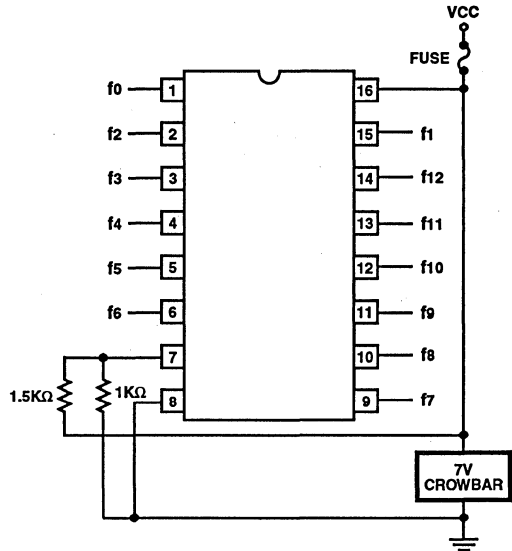 VCC
FUSE
f0 1 16
f2 2 15 f1
f3 3 14 f12
f4 4 13 f11
f5 5 12 f10
f6 6 11 f9
7 10 f8
1.5KΩ 1KΩ 8 9 f7
7V
CROWBAR